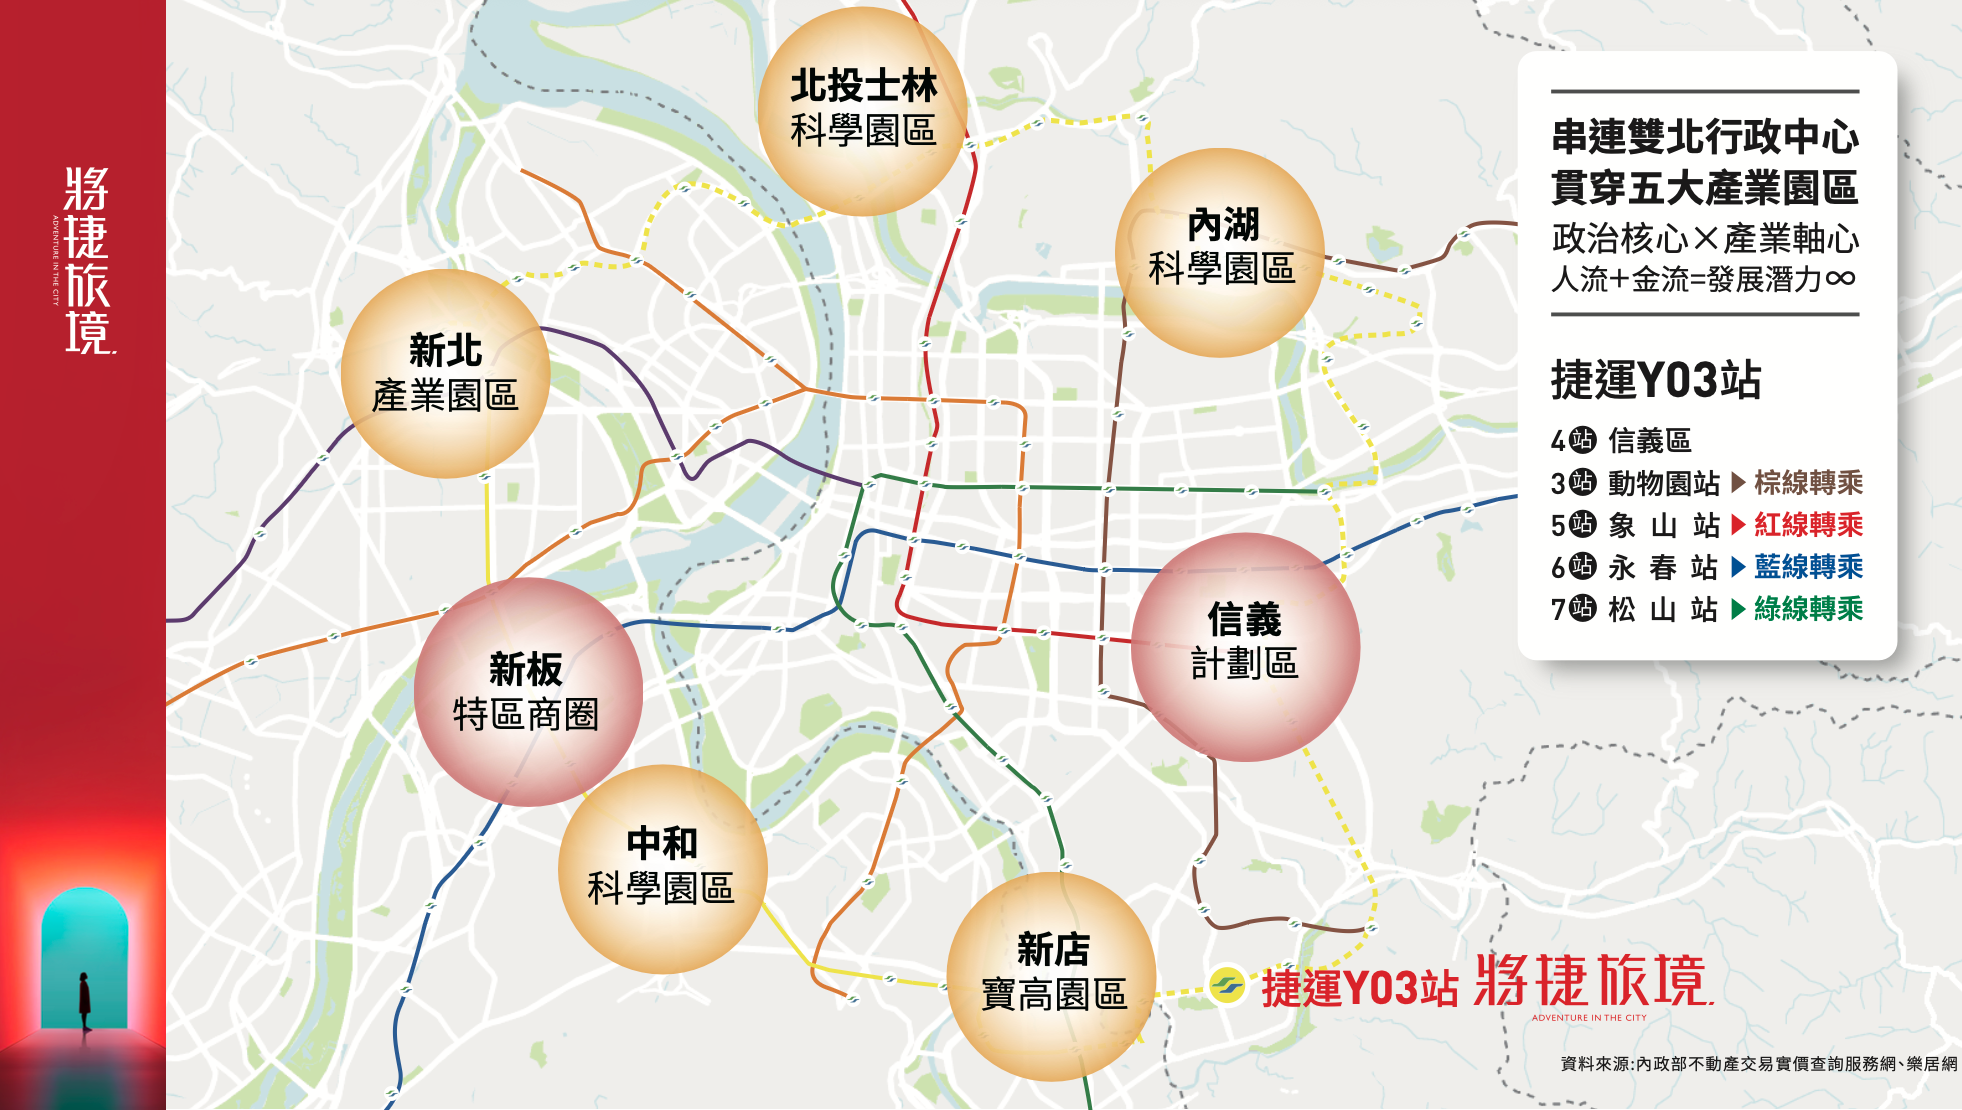 將捷旅境
ADVENTURE IN THE CITY
北投士林
科學園區
內湖
科學園區
新北
產業園區
新板
特區商圈
信義
計劃區
中和
科學園區
新店
寶高園區
串連雙北行政中心
貫穿五大產業園區
政治核心×產業軸心
人流+金流=發展潛力∞
捷運Y03站
4站 信義區
3站 動物園站▶棕線轉乘
5站 象山站▶紅線轉乘
6站 永春站▶藍線轉乘
7站 松山站▶綠線轉乘
捷運Y03站 將捷旅境
ADVENTURE IN THE CITY
資料來源:內政部不動產交易實價查詢服務網、樂居網